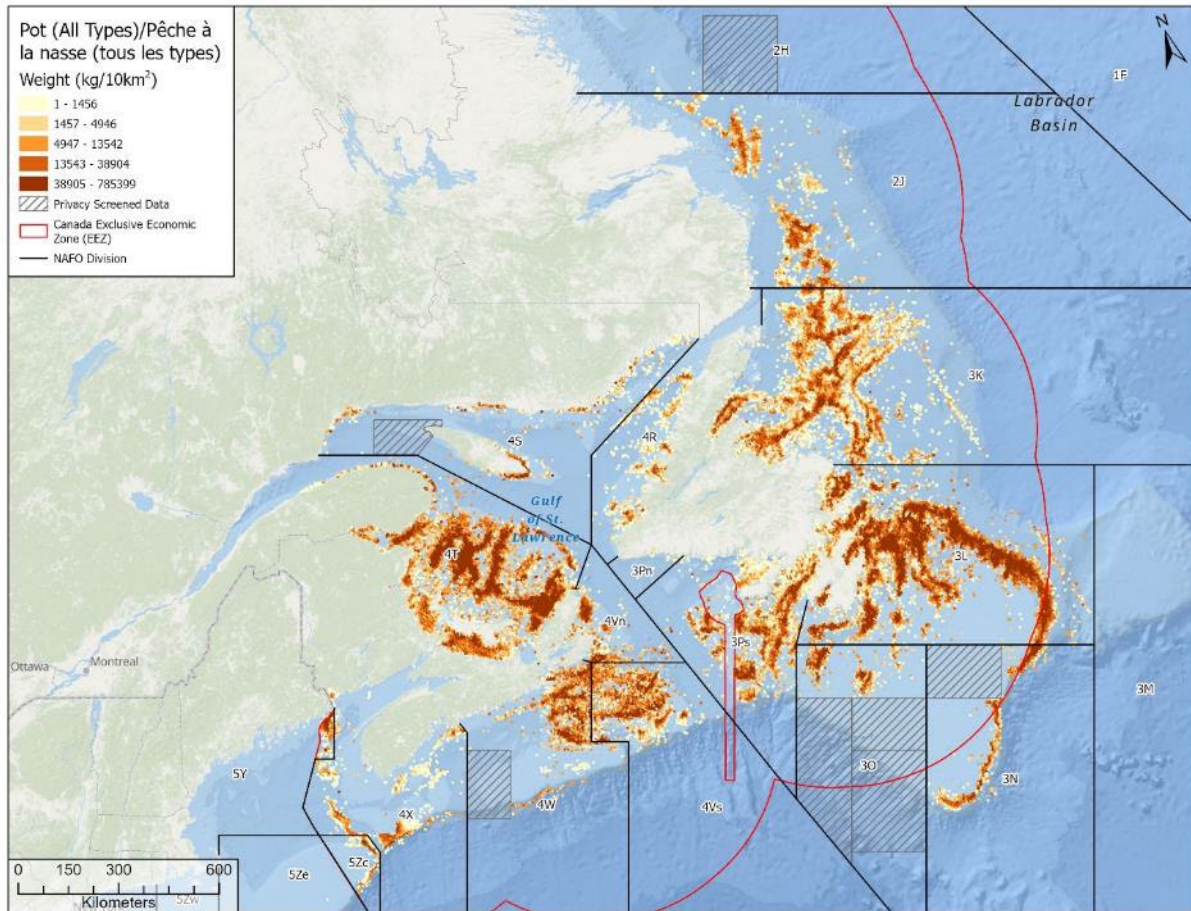 Pot (All Types)/Pêche à
la nasse (tous les types)
Weight (kg/10km²)
1 - 1456
1457 - 4946
4947 - 13542
13543 - 38904
38905 - 785399
Privacy Screened Data
Canada Exclusive Economic
Zone (EEZ)
NAFO Division
N
2H
1F
Labrador
Basin
2J
3K
4R
4S
Gulf
of St.
Lawrence
4T
3L
3Pn
4Vn
3Ps
Ottawa
Montreal
3M
3O
3N
5Y
4X
4W
4Vs
5Zc
5Ze
5Zw
0 150 300 600
Kilometers